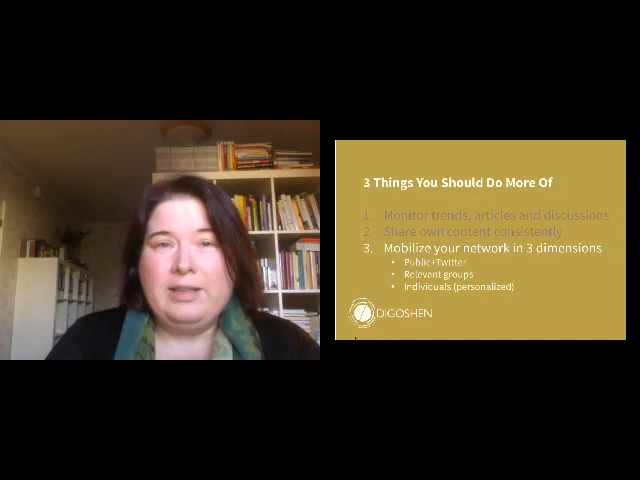 3 Things You Should Do More Of
1. Monitor trends, articles and discussions
2. Share own content consistently
3. Mobilize your network in 3 dimensions
• Public+Twitter
• Relevant groups
• Individuals (personalized)
DIGOSHEN